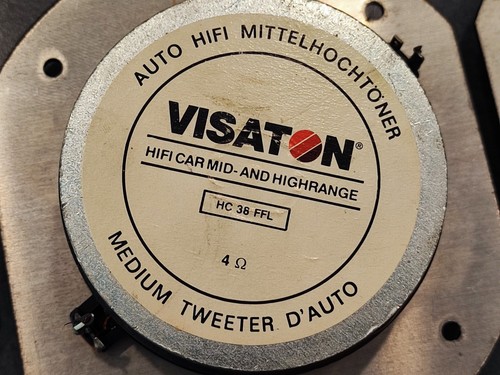 AUTO HIFI MITTELHOCHTÖNER
VISATON®
HIFI CAR MID- AND HIGHRANGE
HC 38 FFL
4 Ω
MEDIUM TWEETER D'AUTO